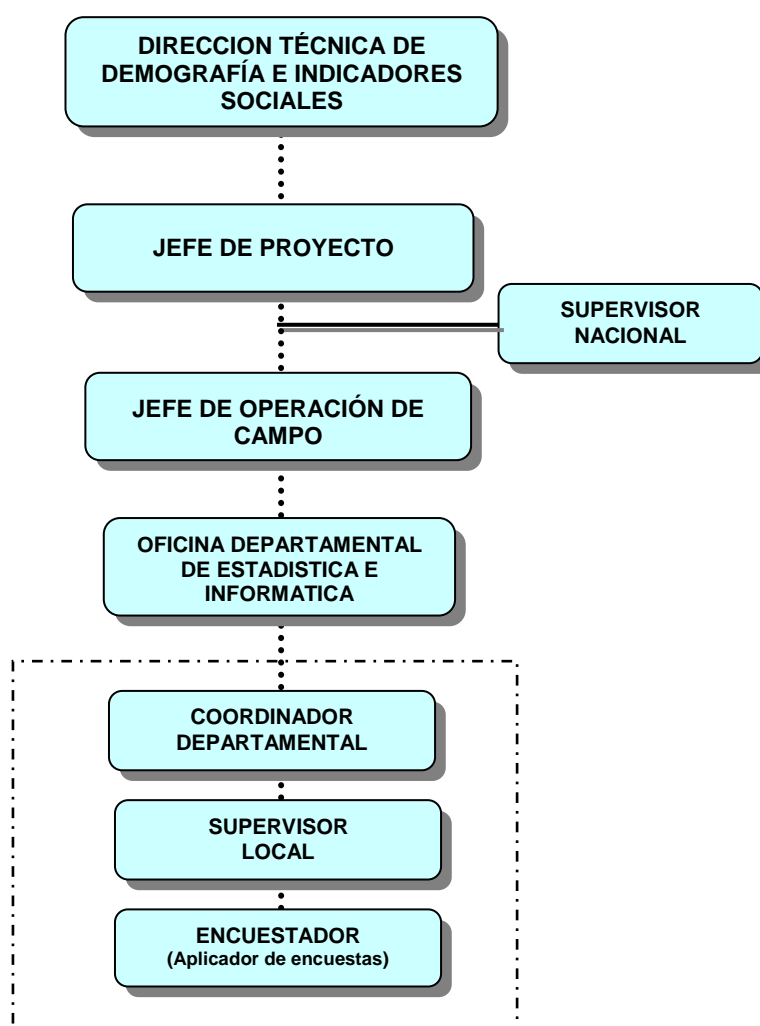 DIRECCION TÉCNICA DE
DEMOGRAFÍA E INDICADORES
SOCIALES
JEFE DE PROYECTO
SUPERVISOR
NACIONAL
JEFE DE OPERACIÓN DE
CAMPO
OFICINA DEPARTAMENTAL
DE ESTADISTICA E
INFORMATICA
COORDINADOR
DEPARTAMENTAL
SUPERVISOR
LOCAL
ENCUESTADOR
(Aplicador de encuestas)